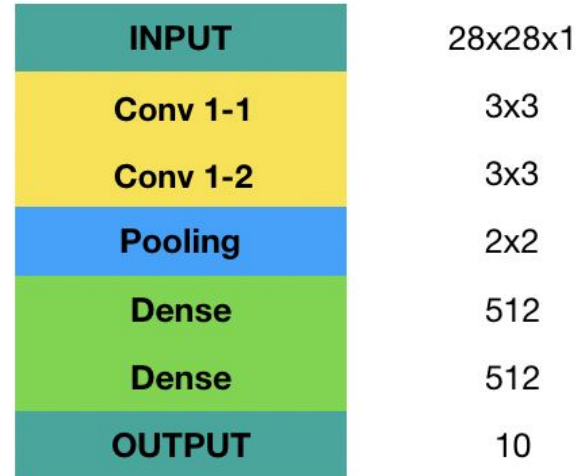 INPUT 28x28x1
Conv 1-1 3x3
Conv 1-2 3x3
Pooling 2x2
Dense 512
Dense 512
OUTPUT 10